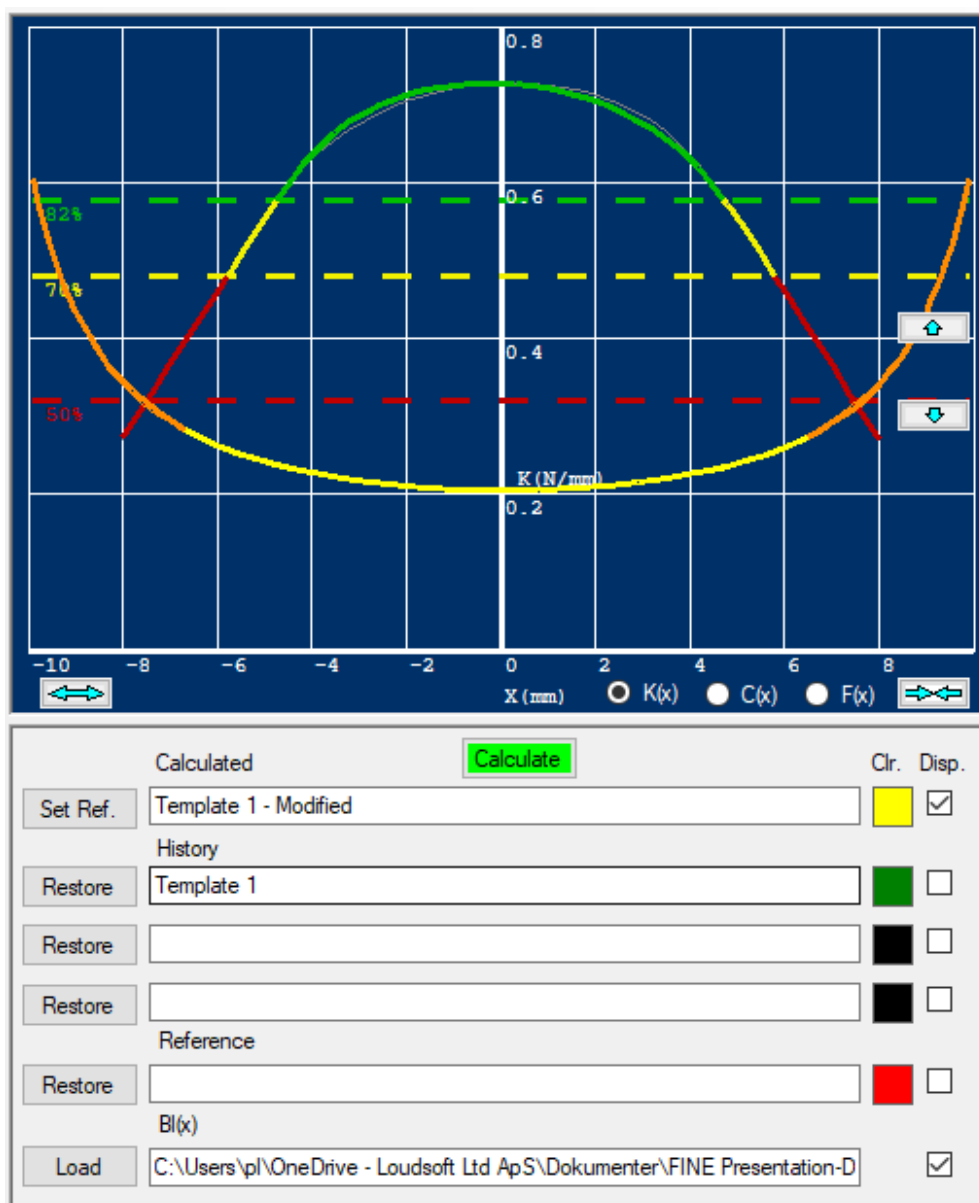 0.8
0.6
82%
70%
0.4
50%
K(N/mm)
0.2
-10 -8 -6 -4 -2 0 2 4 6 8
X(mm) K(x) C(x) F(x)
Calculated Calculate Clr. Disp.
Set Ref. Template 1 - Modified
History
Restore Template 1
Restore
Restore
Reference
Restore
Bl(x)
Load C:\Users\pl\OneDrive - Loudsoft Ltd ApS\Dokumenter\FINE Presentation-D